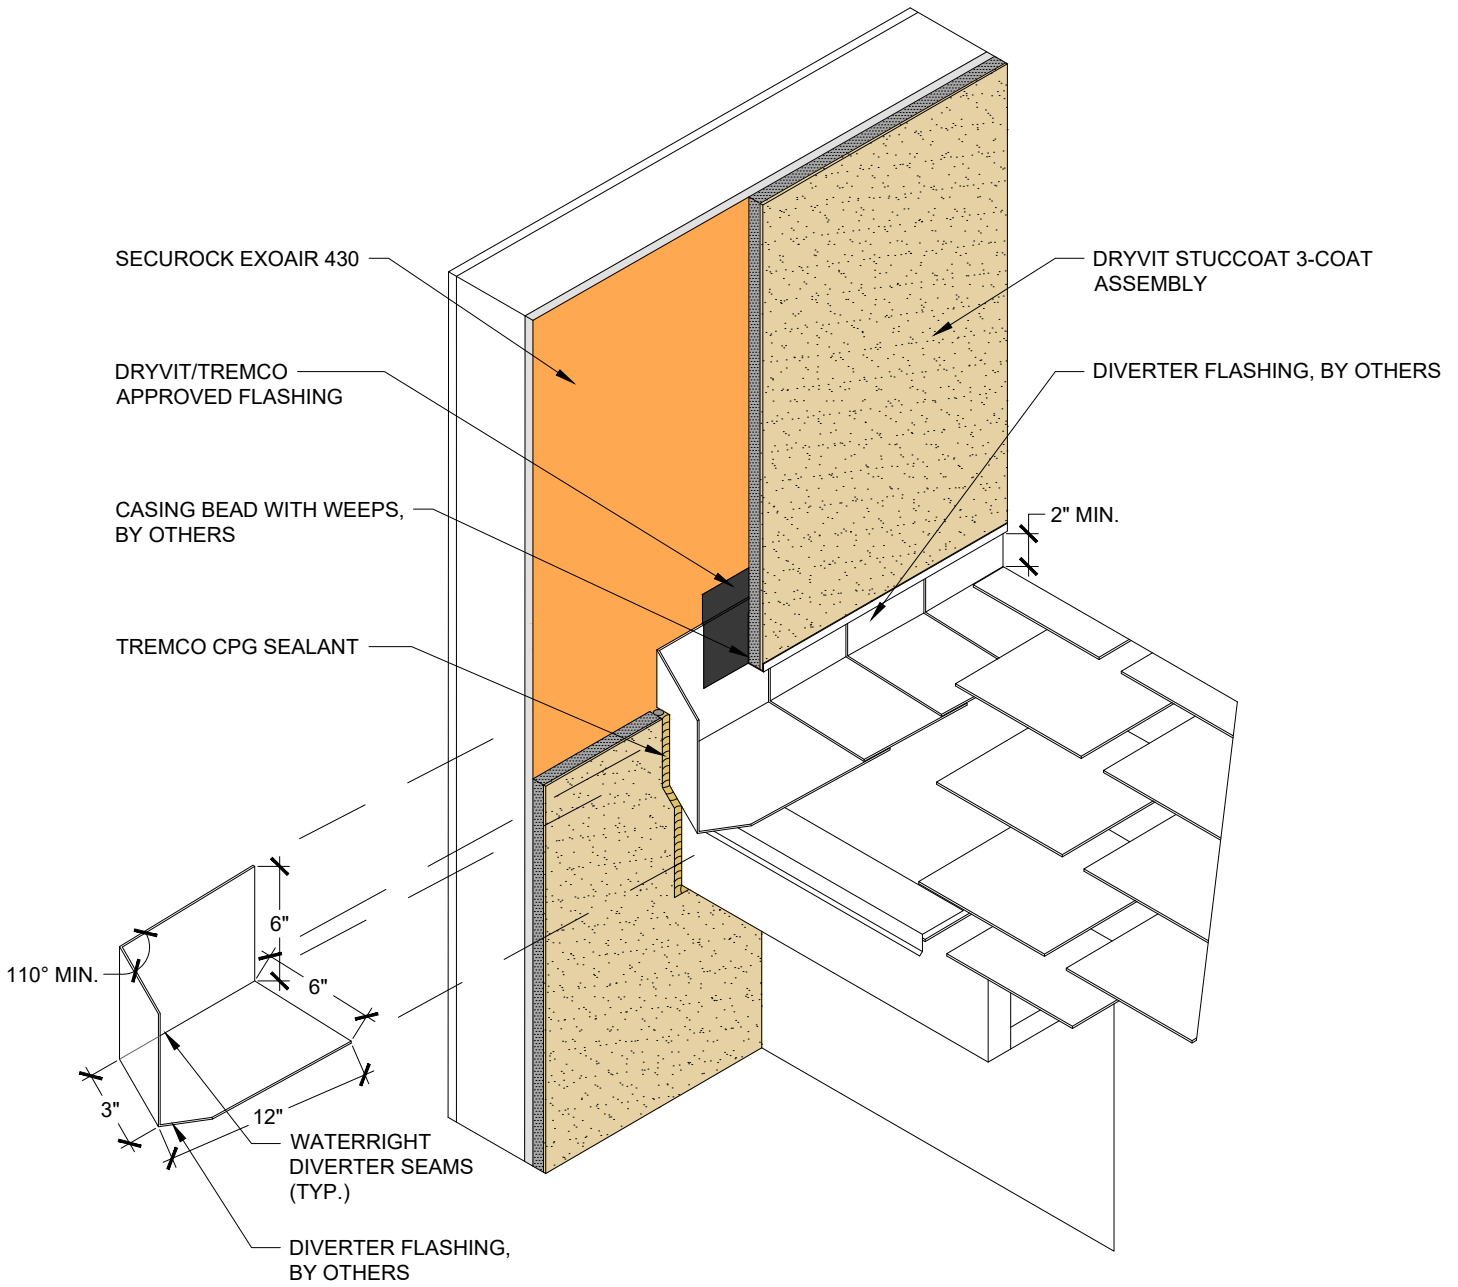 SECUROCK EXOAIR 430
DRYVIT/TREMCO
APPROVED FLASHING
CASING BEAD WITH WEEPS,
BY OTHERS
TREMCO CPG SEALANT
DRYVIT STUCCOAT 3-COAT
ASSEMBLY
DIVERTER FLASHING, BY OTHERS
2" MIN.
6"
6"
110° MIN.
3"
12"
WATERRIGHT
DIVERTER SEAMS
(TYP.)
DIVERTER FLASHING,
BY OTHERS